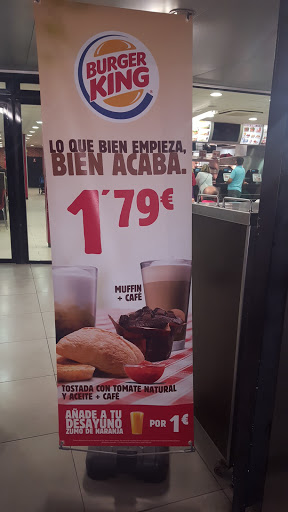 BURGER
KING
LO QUE BIEN EMPIEZA,
BIEN ACABA.
1'79€
MUFFIN
+ CAFÉ
TOSTADA CON TOMATE NATURAL
Y ACEITE + CAFÉ
AÑADE A TU
DESAYUNO
ZUMO DE NARANJA
POR 1€